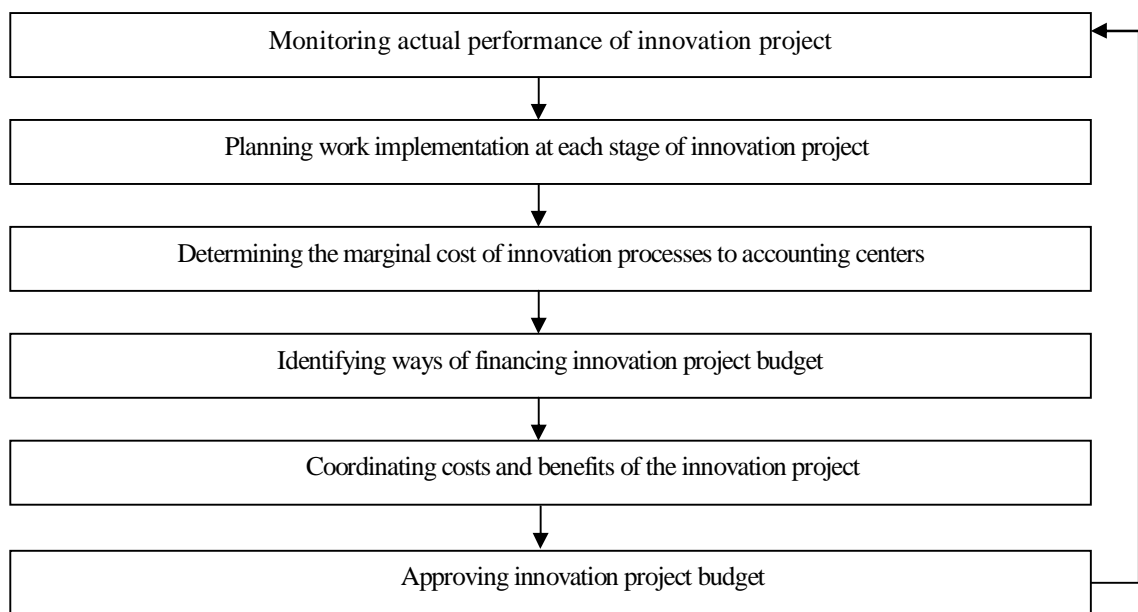 Monitoring actual performance of innovation project
Planning work implementation at each stage of innovation project
Determining the marginal cost of innovation processes to accounting centers
Identifying ways of financing innovation project budget
Coordinating costs and benefits of the innovation project
Approving innovation project budget